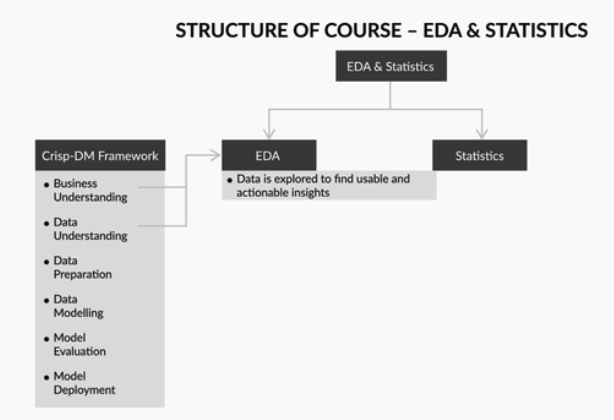 STRUCTURE OF COURSE – EDA & STATISTICS
EDA & Statistics
Crisp-DM Framework
EDA
Statistics
• Business
Understanding
• Data
Understanding
• Data
Preparation
• Data
Modelling
• Model
Evaluation
• Model
Deployment
• Data is explored to find usable and
actionable insights